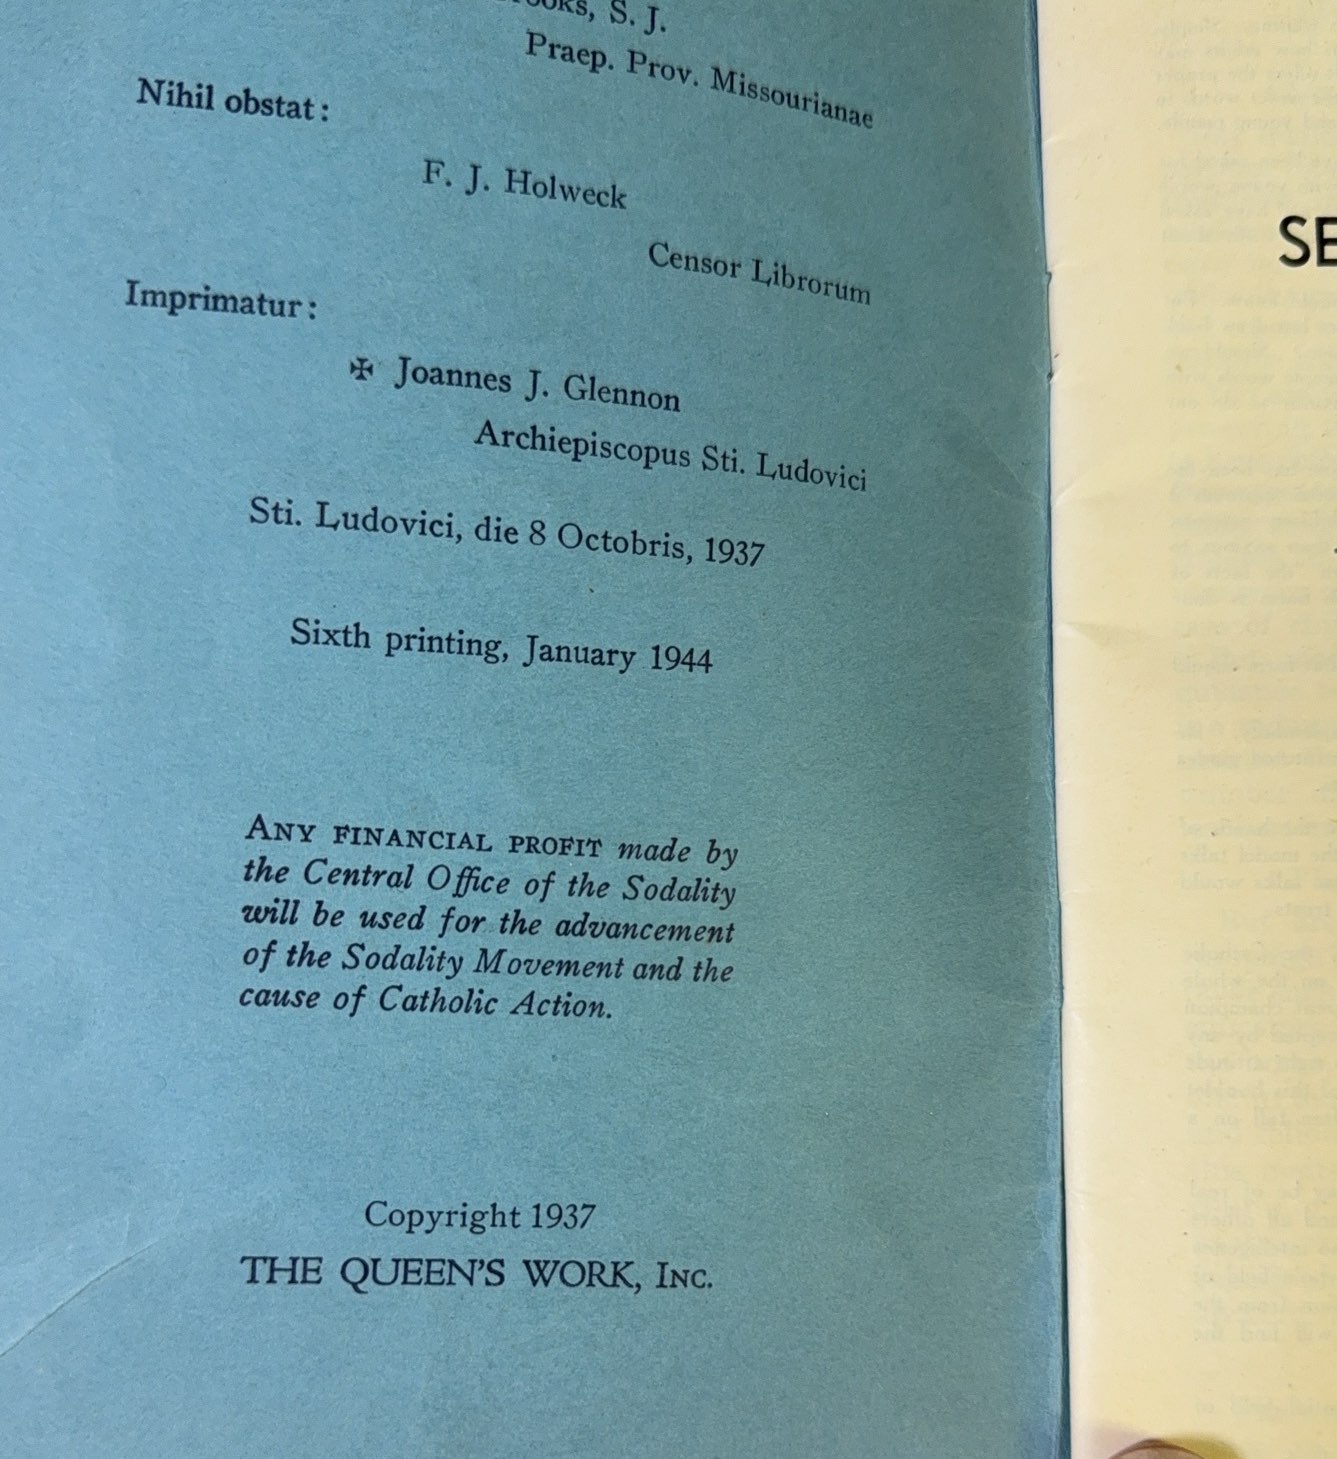 S. J.
Praep. Prov. Missourianae
Nihil obstat:
F. J. Holweck
Censor Librorum
Imprimatur:
✠ Joannes J. Glennon
Archiepiscopus Sti. Ludovici
Sti. Ludovici, die 8 Octobris, 1937
Sixth printing, January 1944
ANY FINANCIAL PROFIT made by
the Central Office of the Sodality
will be used for the advancement
of the Sodality Movement and the
cause of Catholic Action.
Copyright 1937
THE QUEEN'S WORK, INC.
SE